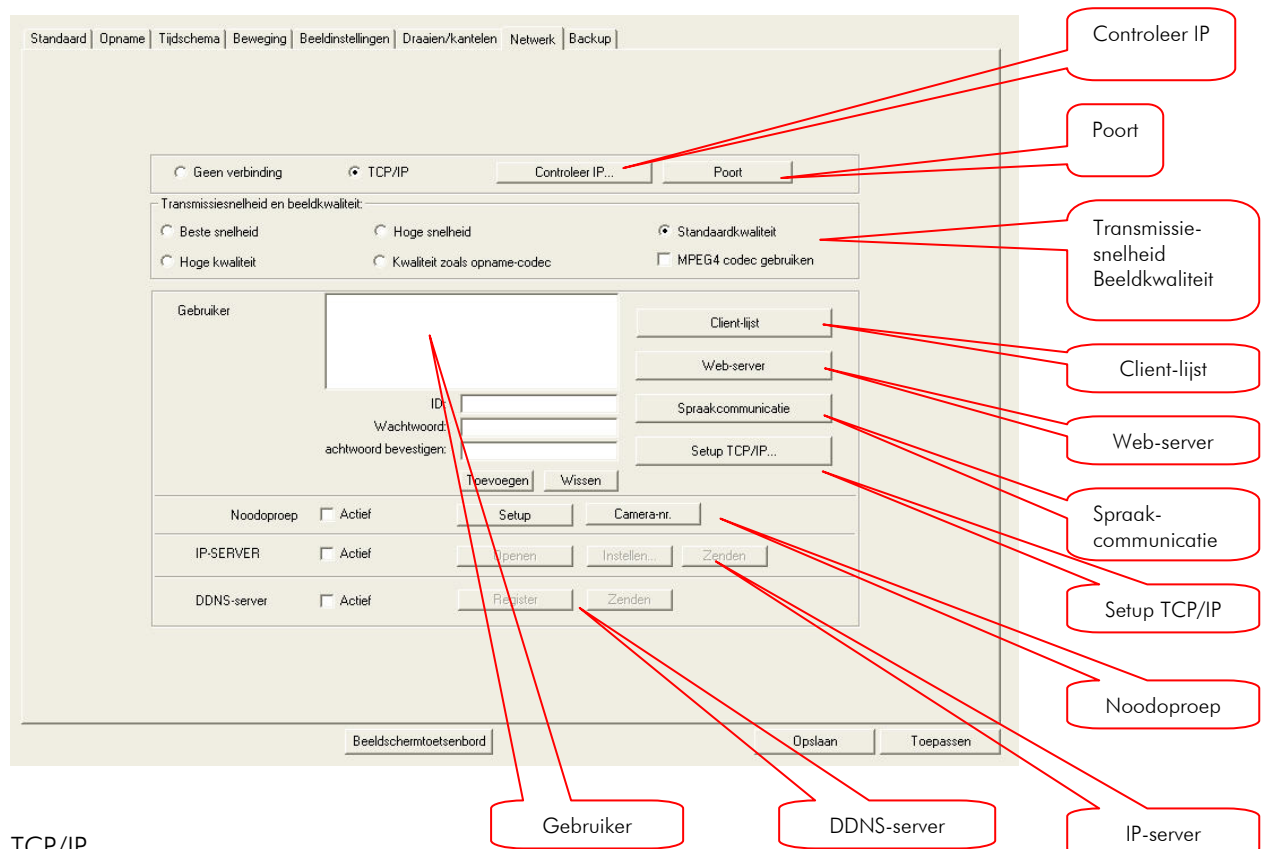 Standaard Opname Tijdschema Beweging Beeldinstellingen Draaien/kantelen Netwerk Backup
Controleer IP
Poort
Geen verbinding TCP/IP Controleer IP... Poort
Transmissiesnelheid en beeldkwaliteit:
Beste snelheid Hoge snelheid Standaardkwaliteit
Hoge kwaliteit Kwaliteit zoals opname-codec MPEG4 codec gebruiken
Transmissie-
snelheid
Beeldkwaliteit
Gebruiker
Client-lijst
Web-server
ID:
Spraakcommunicatie
Wachtwoord:
achtwoord bevestigen:
Setup TCP/IP...
Toevoegen Wissen
Client-lijst
Web-server
Spraak-
communicatie
Noodoproep Actief Setup Camera-nr.
IP-SERVER Actief Openen Instellen... Zenden
DDNS-server Actief Register Zenden
Setup TCP/IP
Noodoproep
Beeldschermtoetsenbord Opslaan Toepassen
Gebruiker
DDNS-server
IP-server
TCP/IP